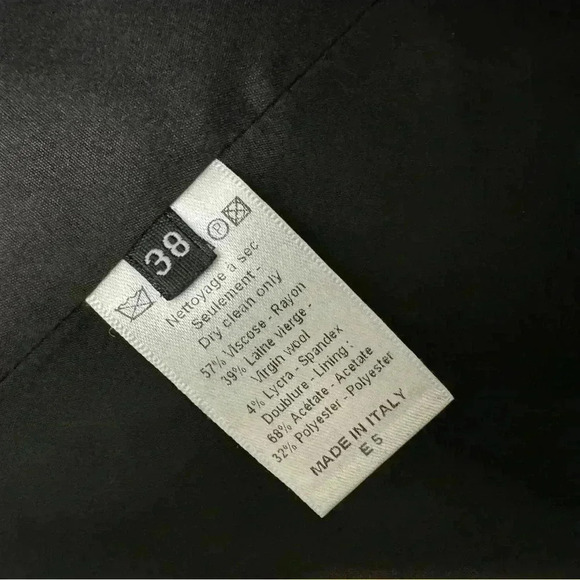 38
P
Nettoyage à sec
Seulement -
Dry clean only
57% Viscose - Rayon
39% Laine vierge -
Virgin wool
4% Lycra - Spandex
Doublure - Lining :
68% Acétate - Acetate
32% Polyester - Polyester
MADE IN ITALY
E 5